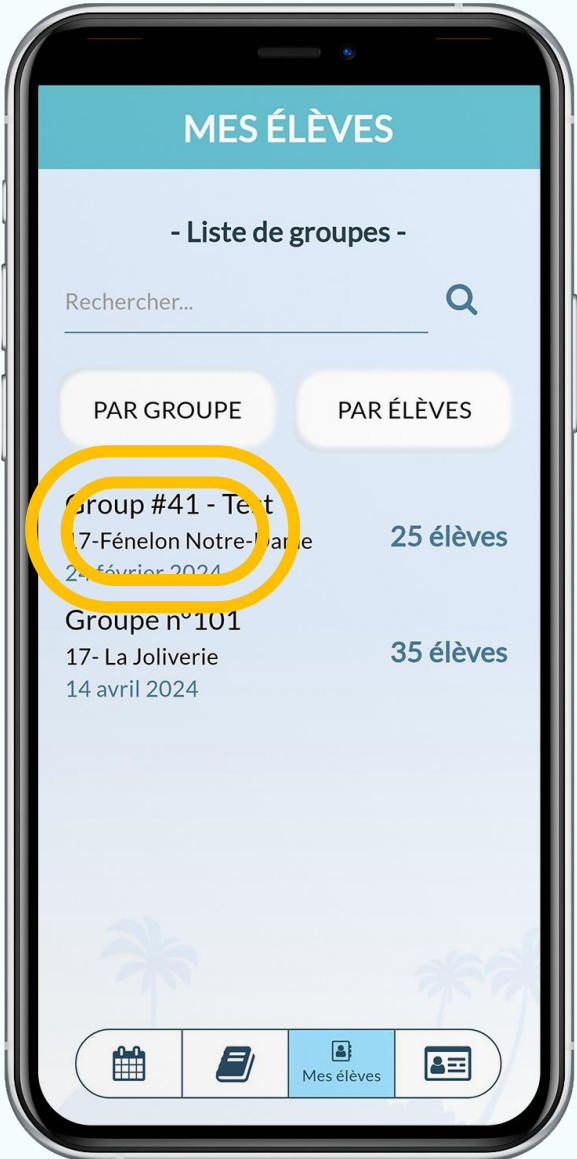 MES ÉLÈVES
- Liste de groupes -
Rechercher...
PAR GROUPE
PAR ÉLÈVES
Group #41 - Test
17-Fénelon Notre-Dame
25 élèves
24 février 2024
Groupe n°101
17- La Joliverie
35 élèves
14 avril 2024
Mes élèves